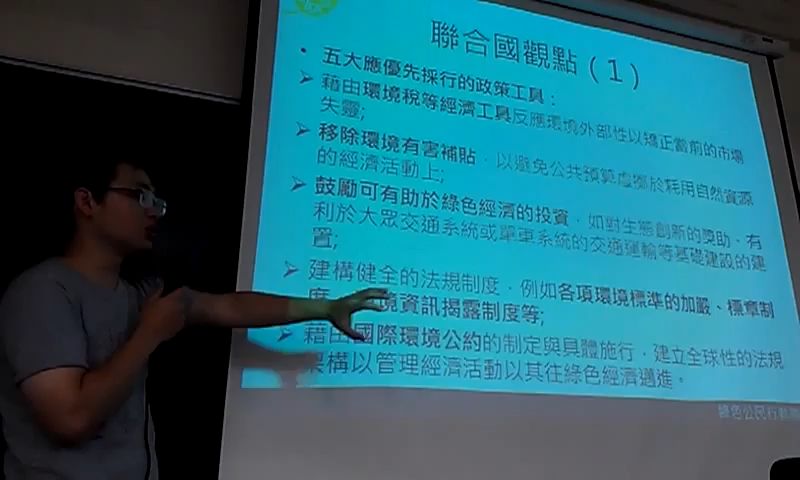 聯合國觀點（1）
• 五大應優先採行的政策工具：
➤ 藉由環境稅等經濟工具反應環境外部性以矯正當前的市場
失靈;
➤ 移除環境有害補貼，以避免公共預算虛擲於耗用自然資源
的經濟活動上;
➤ 鼓勵可有助於綠色經濟的投資，如對生態創新的獎助、有
利於大眾交通系統或單車系統的交通運輸等基礎建設的建
置;
➤ 建構健全的法規制度，例如各項環境標準的加嚴、標章制
度、境資訊揭露制度等;
➤ 藉由國際環境公約的制定與具體施行，建立全球性的法規
架構以管理經濟活動以其往綠色經濟邁進。
綠色公民行動